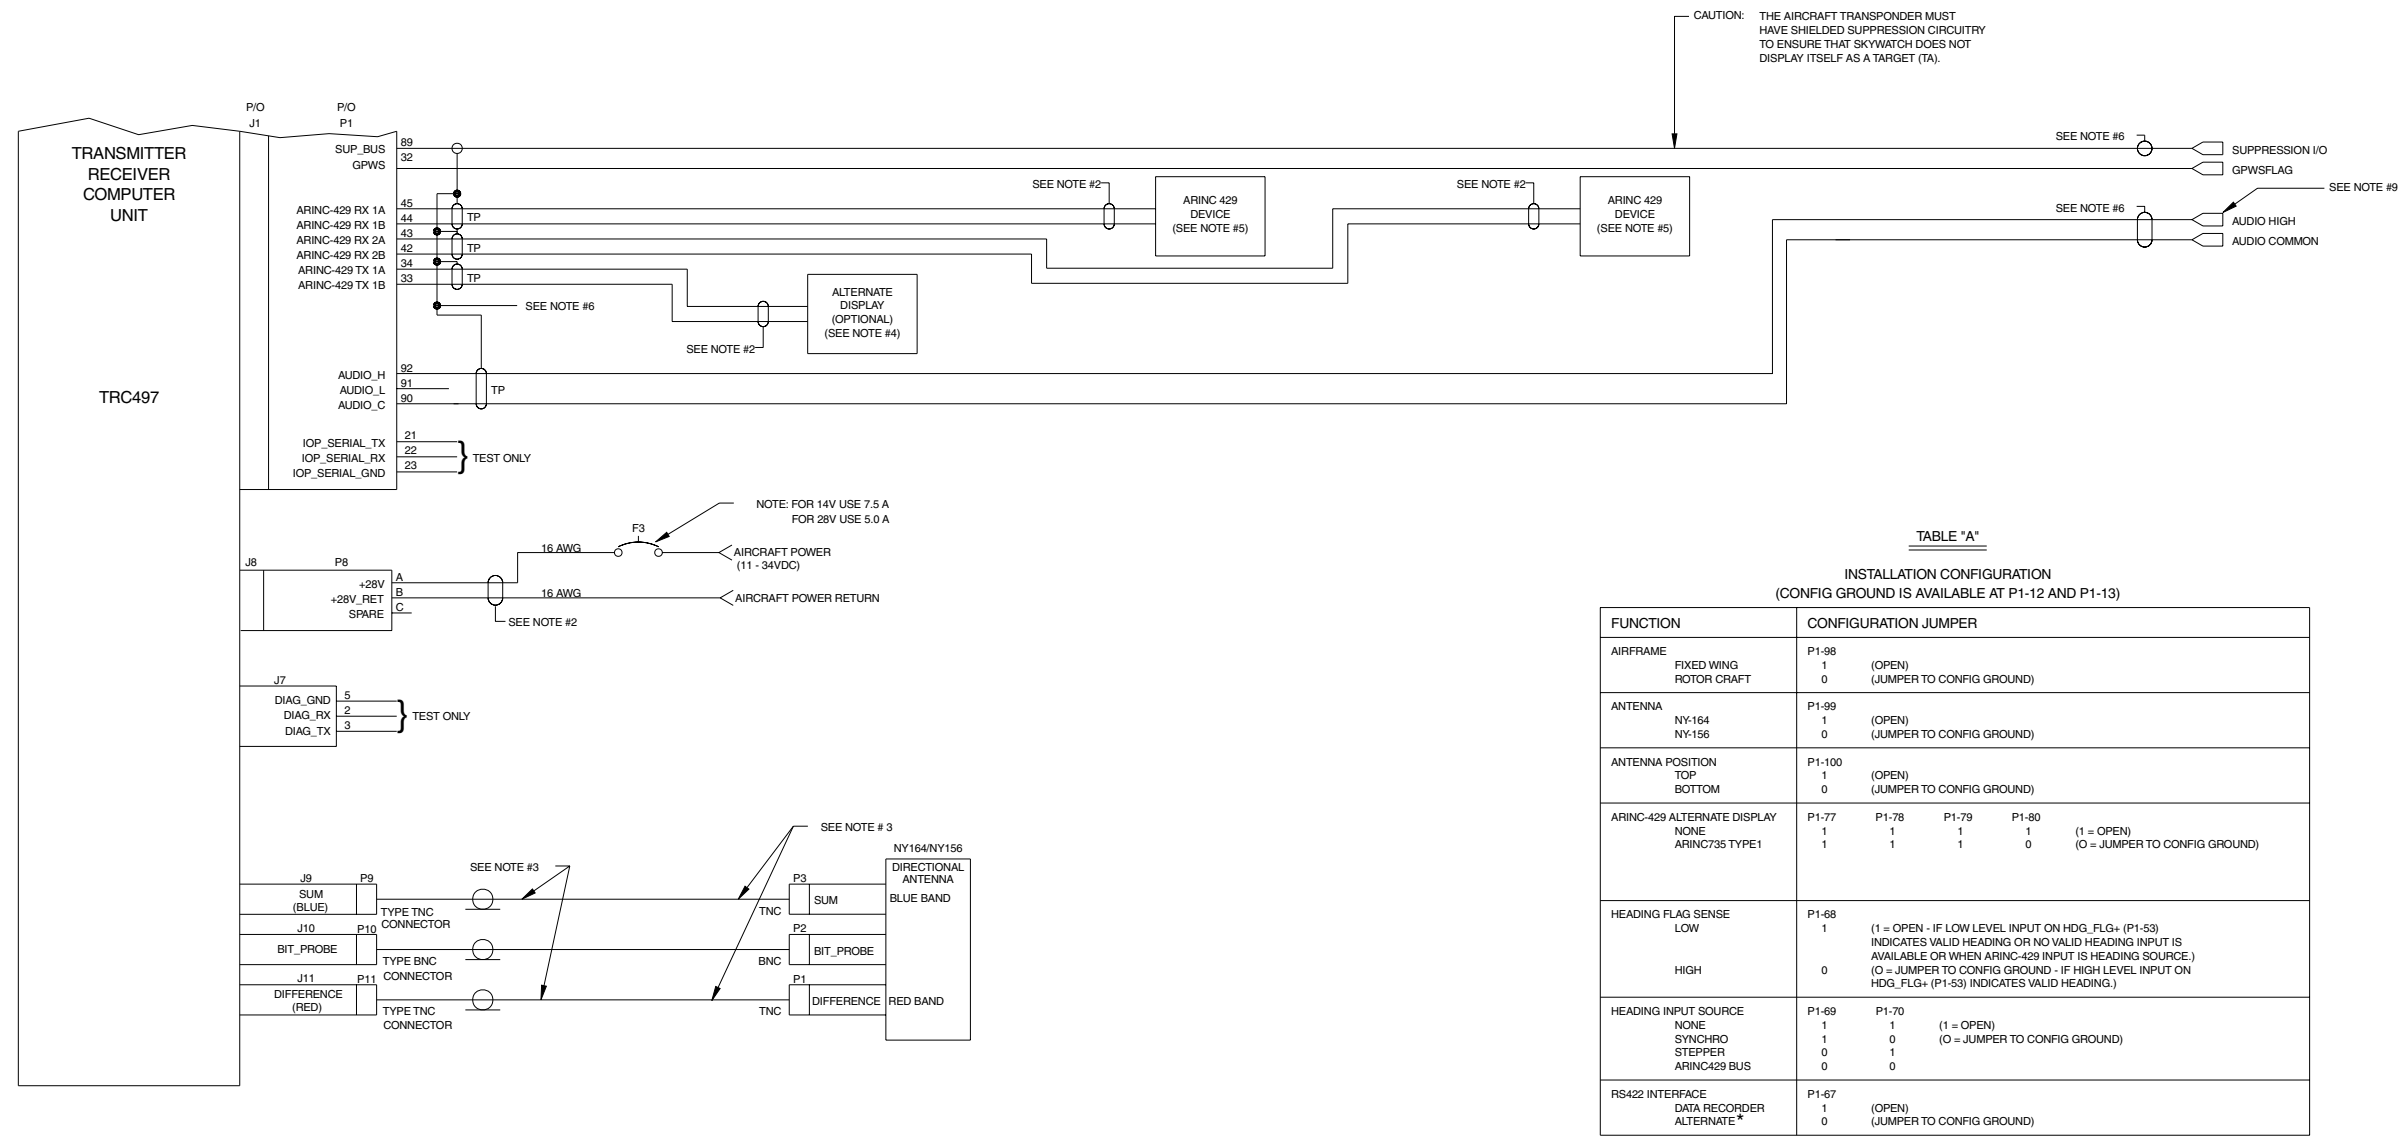 CAUTION: THE AIRCRAFT TRANSPONDER MUST
HAVE SHIELDED SUPPRESSION CIRCUITRY
TO ENSURE THAT SKYWATCH DOES NOT
DISPLAY ITSELF AS A TARGET (TA).
P/O
J1
P/O
P1
TRANSMITTER
RECEIVER
COMPUTER
UNIT
TRC497
SUP_BUS 89
GPWS 32
ARINC-429 RX 1A 45
ARINC-429 RX 1B 44
ARINC-429 RX 2A 43
ARINC-429 RX 2B 42
ARINC-429 TX 1A 34
ARINC-429 TX 1B 33
TP
TP
TP
SEE NOTE #6
SEE NOTE #2
ALTERNATE
DISPLAY
(OPTIONAL)
(SEE NOTE #4)
SEE NOTE #2
ARINC 429
DEVICE
(SEE NOTE #5)
SEE NOTE #2
ARINC 429
DEVICE
(SEE NOTE #5)
SEE NOTE #6
SUPPRESSION I/O
GPWSFLAG
SEE NOTE #9
SEE NOTE #6
AUDIO HIGH
AUDIO COMMON
AUDIO_H 92
AUDIO_L 91
AUDIO_C 90
TP
IOP_SERIAL_TX 21
IOP_SERIAL_RX 22
IOP_SERIAL_GND 23
TEST ONLY
NOTE: FOR 14V USE 7.5 A
FOR 28V USE 5.0 A
F3
16 AWG
AIRCRAFT POWER
(11 - 34VDC)
J8
P8
+28V A
+28V_RET B
SPARE C
16 AWG
AIRCRAFT POWER RETURN
SEE NOTE #2
J7
DIAG_GND 5
DIAG_RX 2
DIAG_TX 3
TEST ONLY
SEE NOTE # 3
SEE NOTE #3
NY164/NY156
DIRECTIONAL
ANTENNA
J9
P9
SUM
(BLUE)
TYPE TNC
CONNECTOR
P3
TNC
SUM
BLUE BAND
J10
P10
BIT_PROBE
TYPE BNC
CONNECTOR
P2
BNC
BIT_PROBE
J11
P11
DIFFERENCE
(RED)
TYPE TNC
CONNECTOR
P1
TNC
DIFFERENCE
RED BAND
TABLE "A"
INSTALLATION CONFIGURATION
(CONFIG GROUND IS AVAILABLE AT P1-12 AND P1-13)
FUNCTION CONFIGURATION JUMPER
AIRFRAME P1-98
FIXED WING 1 (OPEN)
ROTOR CRAFT 0 (JUMPER TO CONFIG GROUND)
ANTENNA P1-99
NY-164 1 (OPEN)
NY-156 0 (JUMPER TO CONFIG GROUND)
ANTENNA POSITION P1-100
TOP 1 (OPEN)
BOTTOM 0 (JUMPER TO CONFIG GROUND)
ARINC-429 ALTERNATE DISPLAY P1-77 P1-78 P1-79 P1-80
NONE 1 1 1 1 (1 = OPEN)
ARINC735 TYPE1 1 1 1 0 (O = JUMPER TO CONFIG GROUND)
HEADING FLAG SENSE P1-68
LOW 1 (1 = OPEN - IF LOW LEVEL INPUT ON HDG_FLG+ (P1-53)
INDICATES VALID HEADING OR NO VALID HEADING INPUT IS
AVAILABLE OR WHEN ARINC-429 INPUT IS HEADING SOURCE.)
HIGH 0 (O = JUMPER TO CONFIG GROUND - IF HIGH LEVEL INPUT ON
HDG_FLG+ (P1-53) INDICATES VALID HEADING.)
HEADING INPUT SOURCE P1-69 P1-70
NONE 1 1 (1 = OPEN)
SYNCHRO 1 0 (O = JUMPER TO CONFIG GROUND)
STEPPER 0 1
ARINC429 BUS 0 0
RS422 INTERFACE P1-67
DATA RECORDER 1 (OPEN)
ALTERNATE* 0 (JUMPER TO CONFIG GROUND)